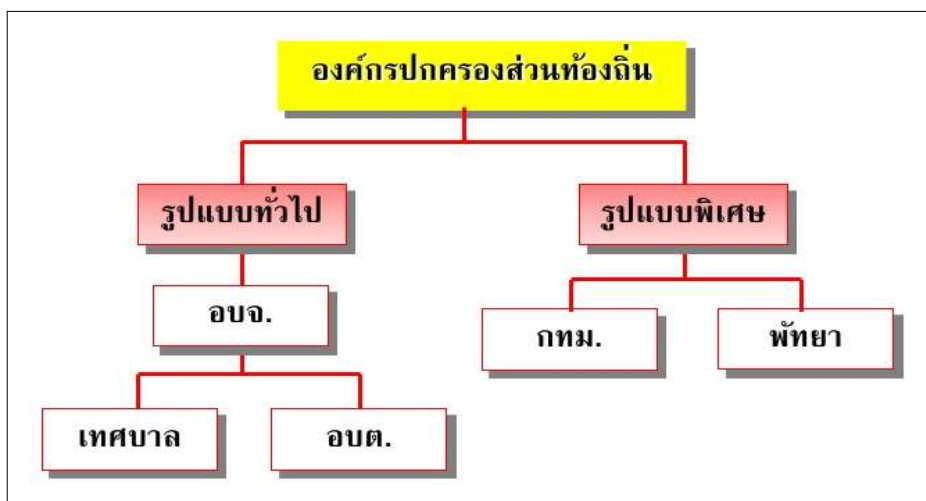 องค์กรปกครองส่วนท้องถิ่น
รูปแบบทั่วไป
รูปแบบพิเศษ
อบจ.
กทม.
พัทยา
เทศบาล
อบต.